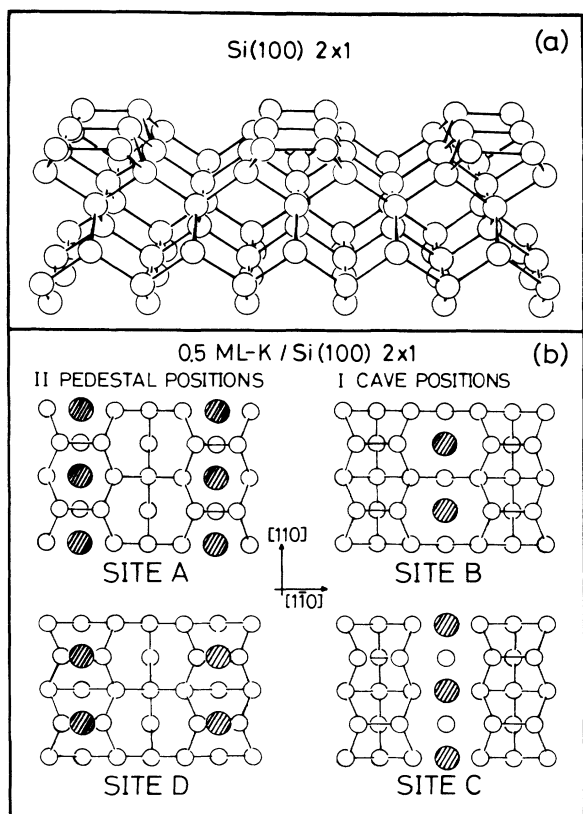 Si(100) 2x1
(a)
0.5 ML-K / Si(100) 2x1
(b)
II PEDESTAL POSITIONS
I CAVE POSITIONS
SITE A
SITE B
[110]
[11̄0]
SITE D
SITE C